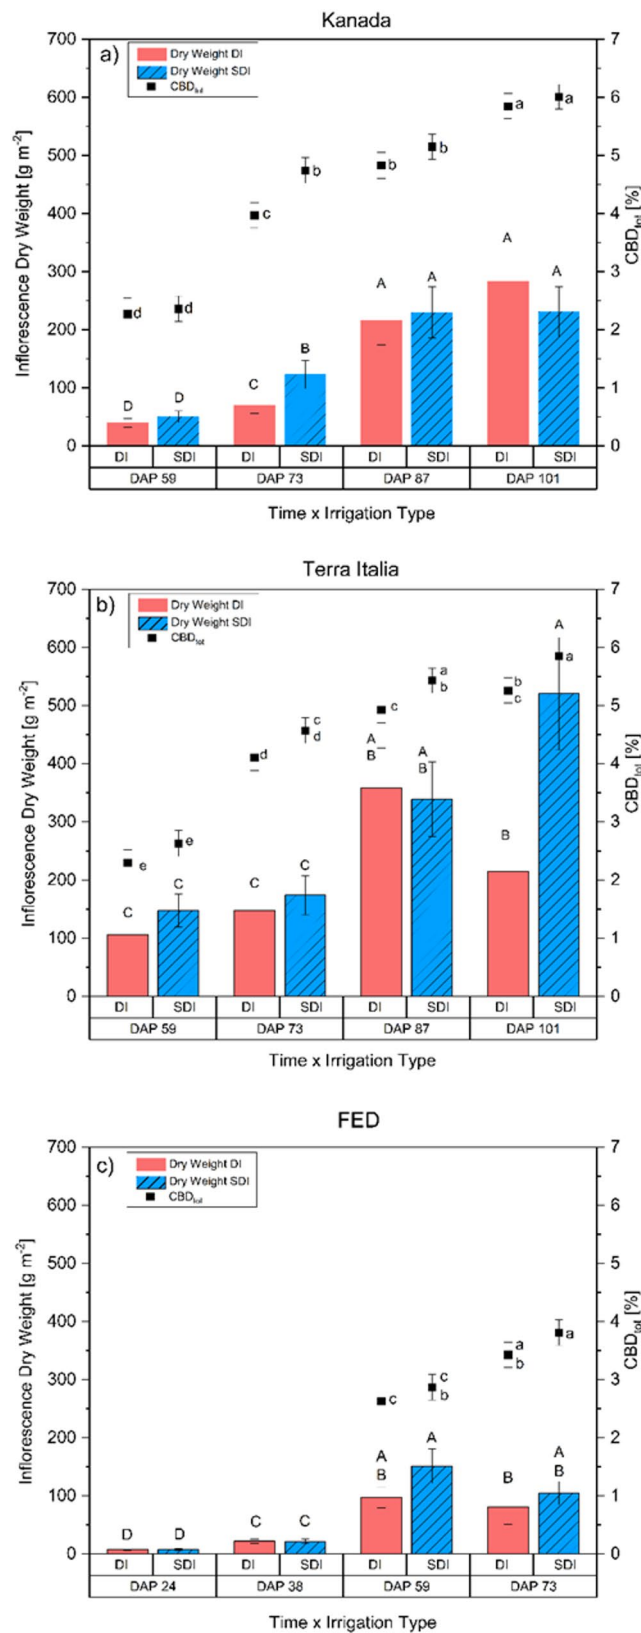 Kanada
a)
Dry Weight DI
Dry Weight SDI
CBDtot
Inflorescence Dry Weight [g m-2]
CBDtot [%]
700
600
500
400
300
200
100
0
7
6
5
4
3
2
1
0
d
d
c
b
b
b
a
a
D
D
C
B
A
A
A
A
DI SDI DI SDI DI SDI DI SDI
DAP 59 DAP 73 DAP 87 DAP 101
Time x Irrigation Type
Terra Italia
b)
Dry Weight DI
Dry Weight SDI
CBDtot
Inflorescence Dry Weight [g m-2]
CBDtot [%]
700
600
500
400
300
200
100
0
7
6
5
4
3
2
1
0
e
e
d
c
d
c
a
b
b
c
a
C
C
C
C
A
B
A
B
B
A
DI SDI DI SDI DI SDI DI SDI
DAP 59 DAP 73 DAP 87 DAP 101
Time x Irrigation Type
FED
c)
Dry Weight DI
Dry Weight SDI
CBDtot
Inflorescence Dry Weight [g m-2]
CBDtot [%]
700
600
500
400
300
200
100
0
7
6
5
4
3
2
1
0
c
c
b
a
b
a
D
D
C
C
A
B
A
B
A
B
DI SDI DI SDI DI SDI DI SDI
DAP 24 DAP 38 DAP 59 DAP 73
Time x Irrigation Type